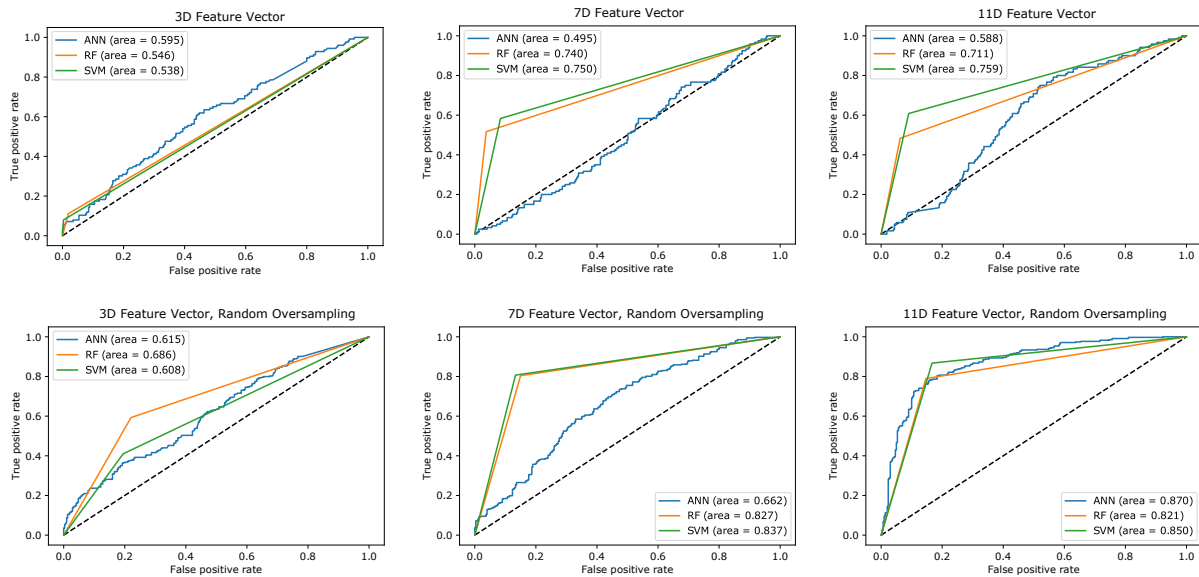 3D Feature Vector
ANN (area = 0.595)
RF (area = 0.546)
SVM (area = 0.538)
True positive rate
1.0
0.8
0.6
0.4
0.2
0.0
0.0 0.2 0.4 0.6 0.8 1.0
False positive rate
7D Feature Vector
ANN (area = 0.495)
RF (area = 0.740)
SVM (area = 0.750)
True positive rate
1.0
0.8
0.6
0.4
0.2
0.0
0.0 0.2 0.4 0.6 0.8 1.0
False positive rate
11D Feature Vector
ANN (area = 0.588)
RF (area = 0.711)
SVM (area = 0.759)
True positive rate
1.0
0.8
0.6
0.4
0.2
0.0
0.0 0.2 0.4 0.6 0.8 1.0
False positive rate
3D Feature Vector, Random Oversampling
ANN (area = 0.615)
RF (area = 0.686)
SVM (area = 0.608)
True positive rate
1.0
0.8
0.6
0.4
0.2
0.0
0.0 0.2 0.4 0.6 0.8 1.0
False positive rate
7D Feature Vector, Random Oversampling
True positive rate
1.0
0.8
0.6
0.4
0.2
0.0
ANN (area = 0.662)
RF (area = 0.827)
SVM (area = 0.837)
0.0 0.2 0.4 0.6 0.8 1.0
False positive rate
11D Feature Vector, Random Oversampling
True positive rate
1.0
0.8
0.6
0.4
0.2
0.0
ANN (area = 0.870)
RF (area = 0.821)
SVM (area = 0.850)
0.0 0.2 0.4 0.6 0.8 1.0
False positive rate